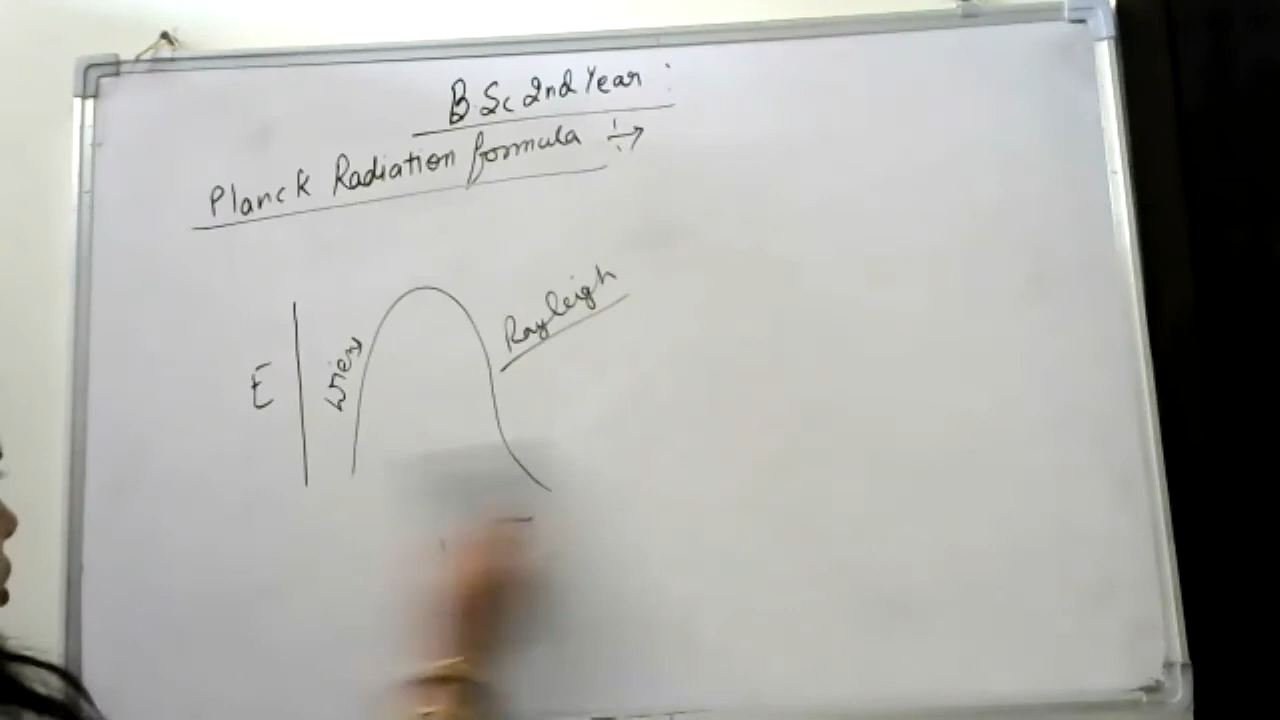 B.Sc 2nd Year :
Planck Radiation formula :→
Rayleigh
Wien
E